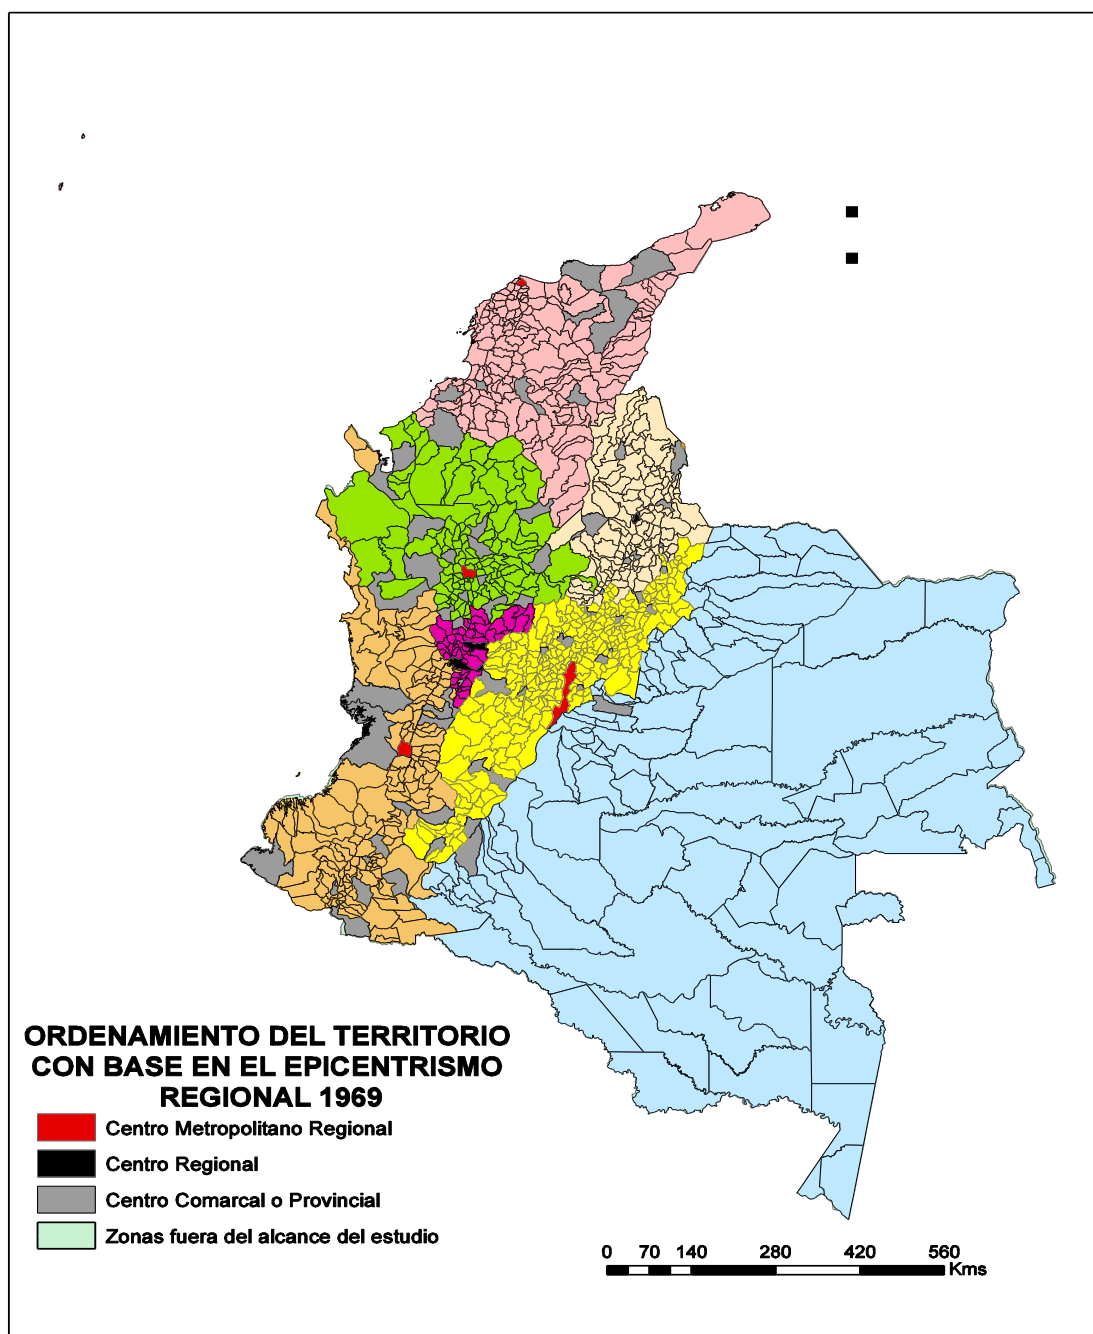 ORDENAMIENTO DEL TERRITORIO
CON BASE EN EL EPICENTRISMO
REGIONAL 1969
Centro Metropolitano Regional
Centro Regional
Centro Comarcal o Provincial
Zonas fuera del alcance del estudio
0 70 140 280 420 560
Kms